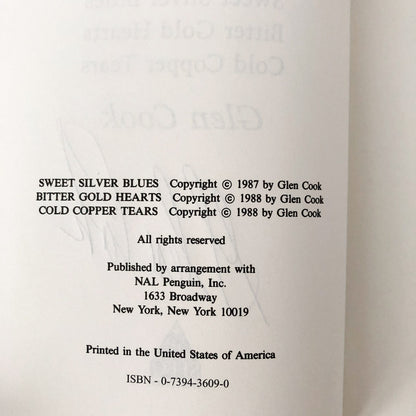 Sweet Silver Blues
Bitter Gold Hearts
Cold Copper Tears
Glen Cook
SWEET SILVER BLUES Copyright © 1987 by Glen Cook
BITTER GOLD HEARTS Copyright © 1988 by Glen Cook
COLD COPPER TEARS Copyright © 1988 by Glen Cook
All rights reserved
Published by arrangement with
NAL Penguin, Inc.
1633 Broadway
New York, New York 10019
Printed in the United States of America
ISBN - 0-7394-3609-0